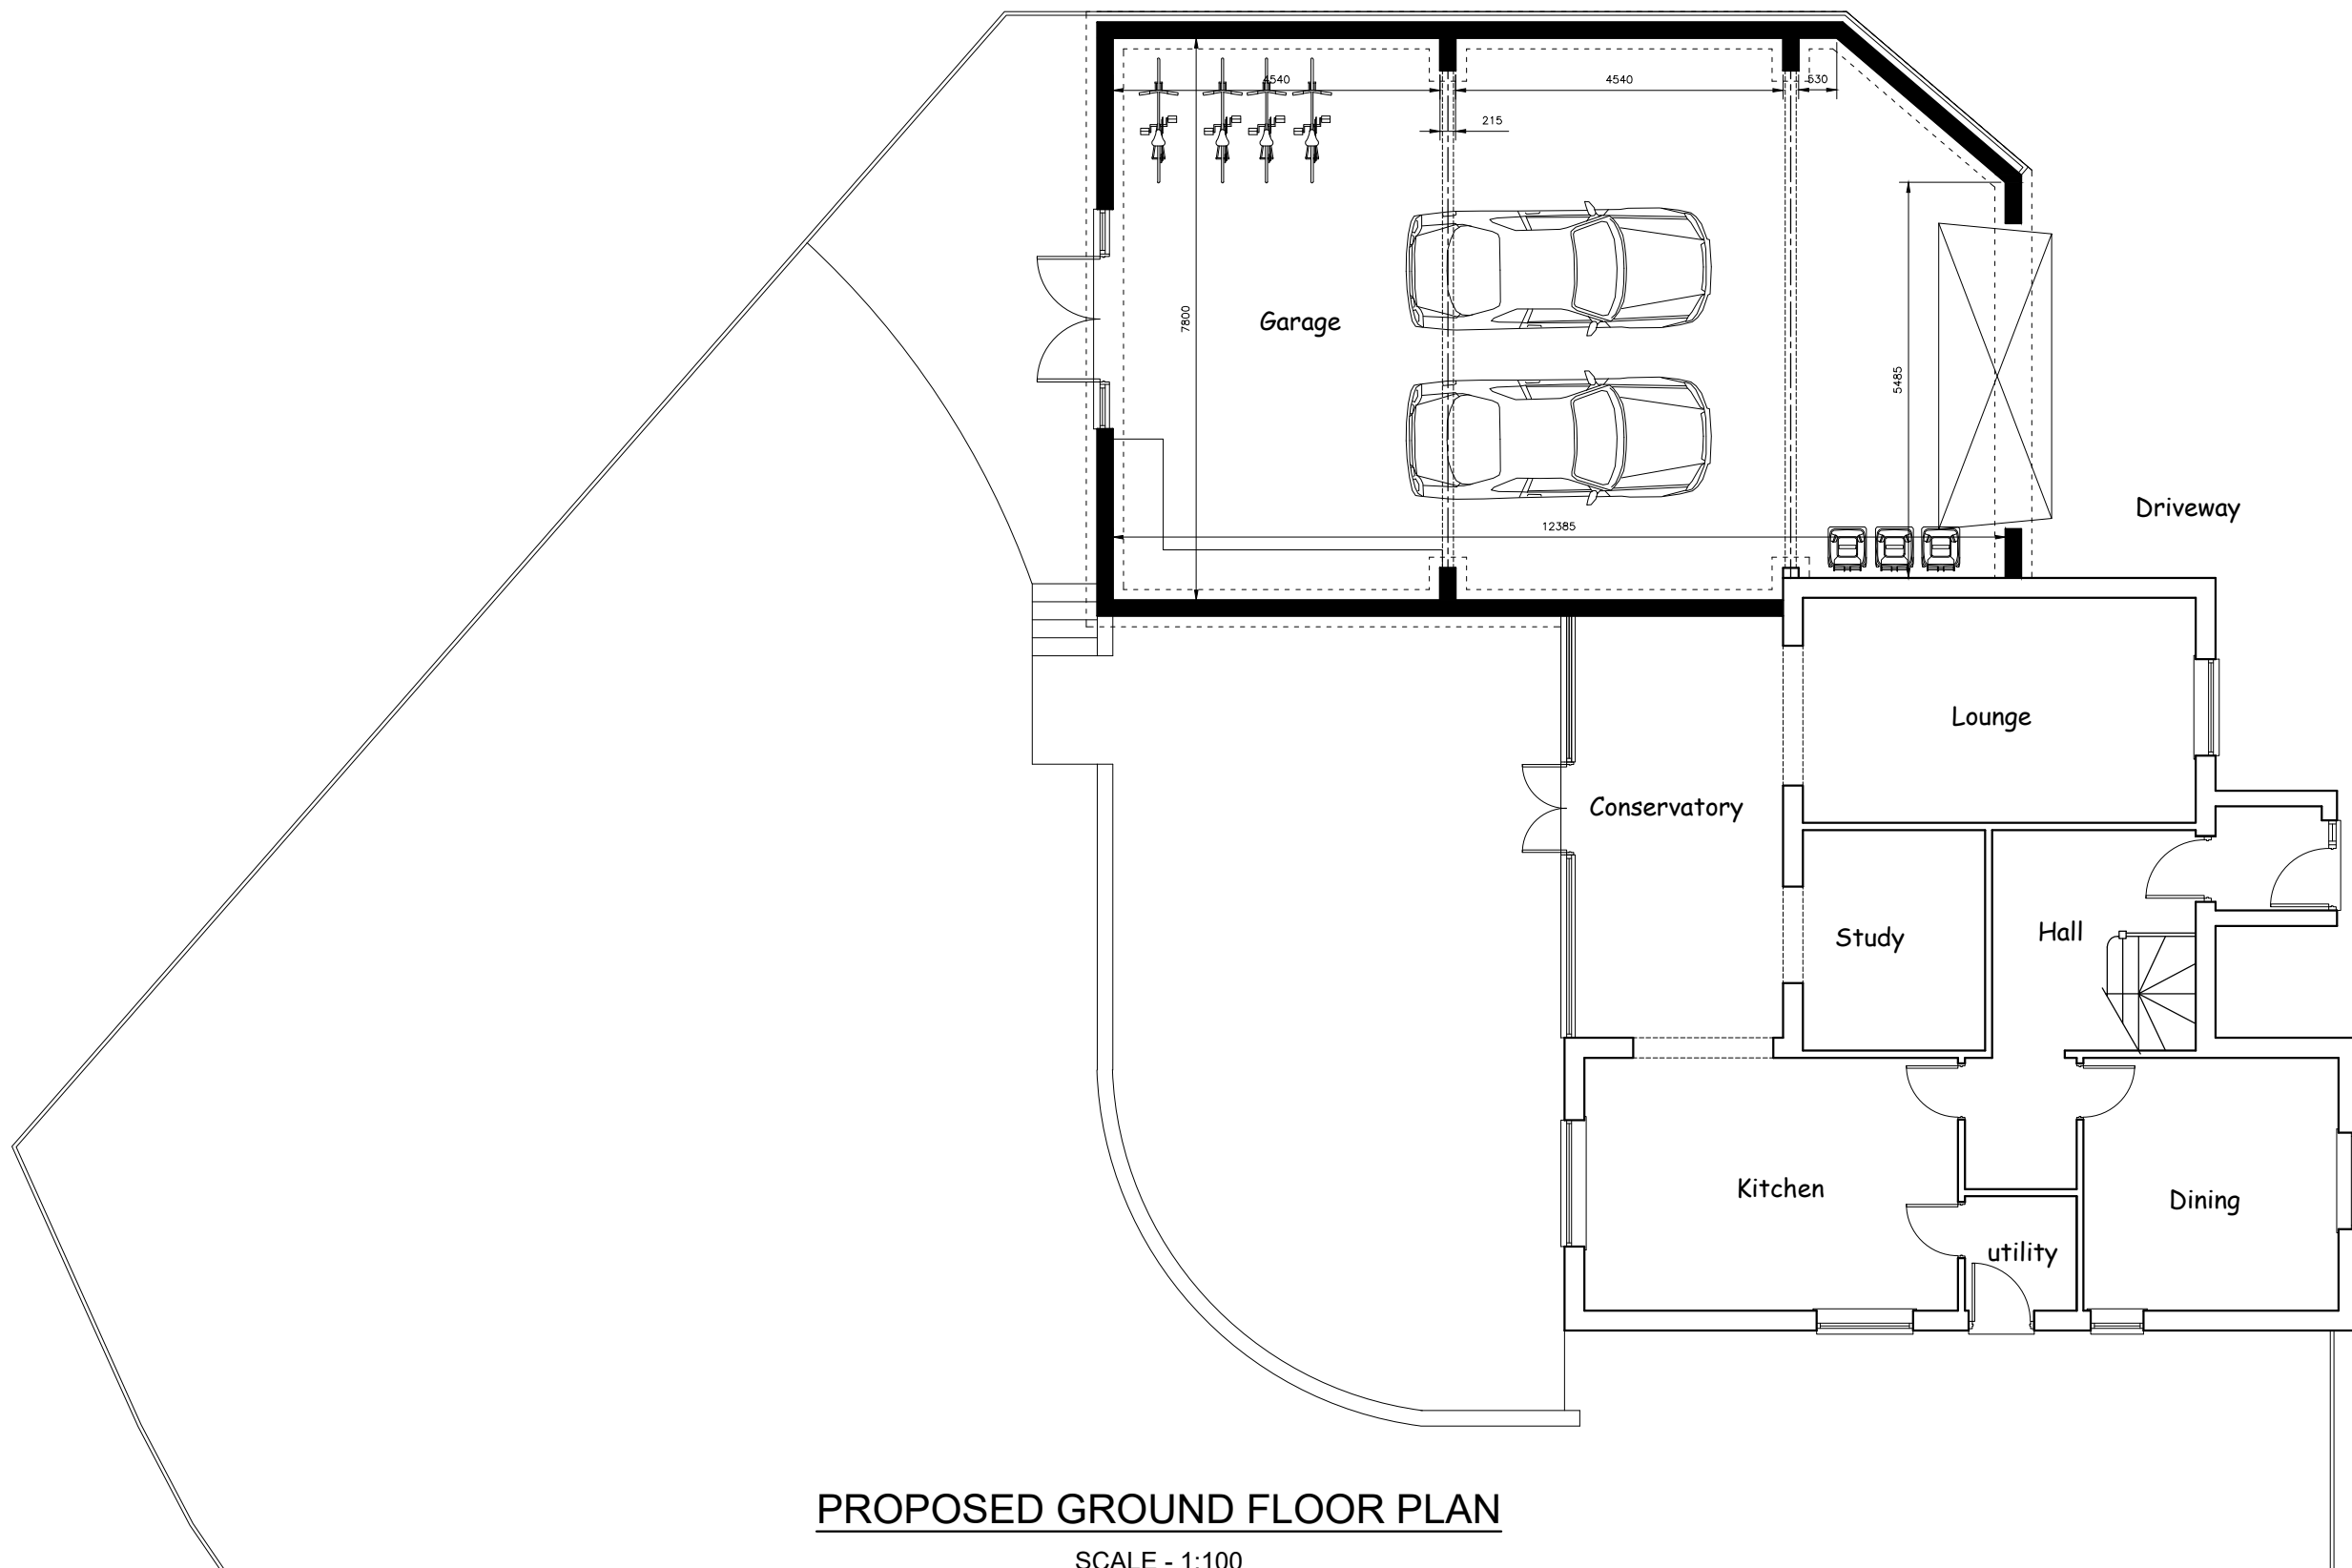 4540
4540
530
215
7800
Garage
5485
Driveway
12385
Lounge
Conservatory
Study
Hall
Kitchen
Dining
utility
PROPOSED GROUND FLOOR PLAN
SCALE - 1:100